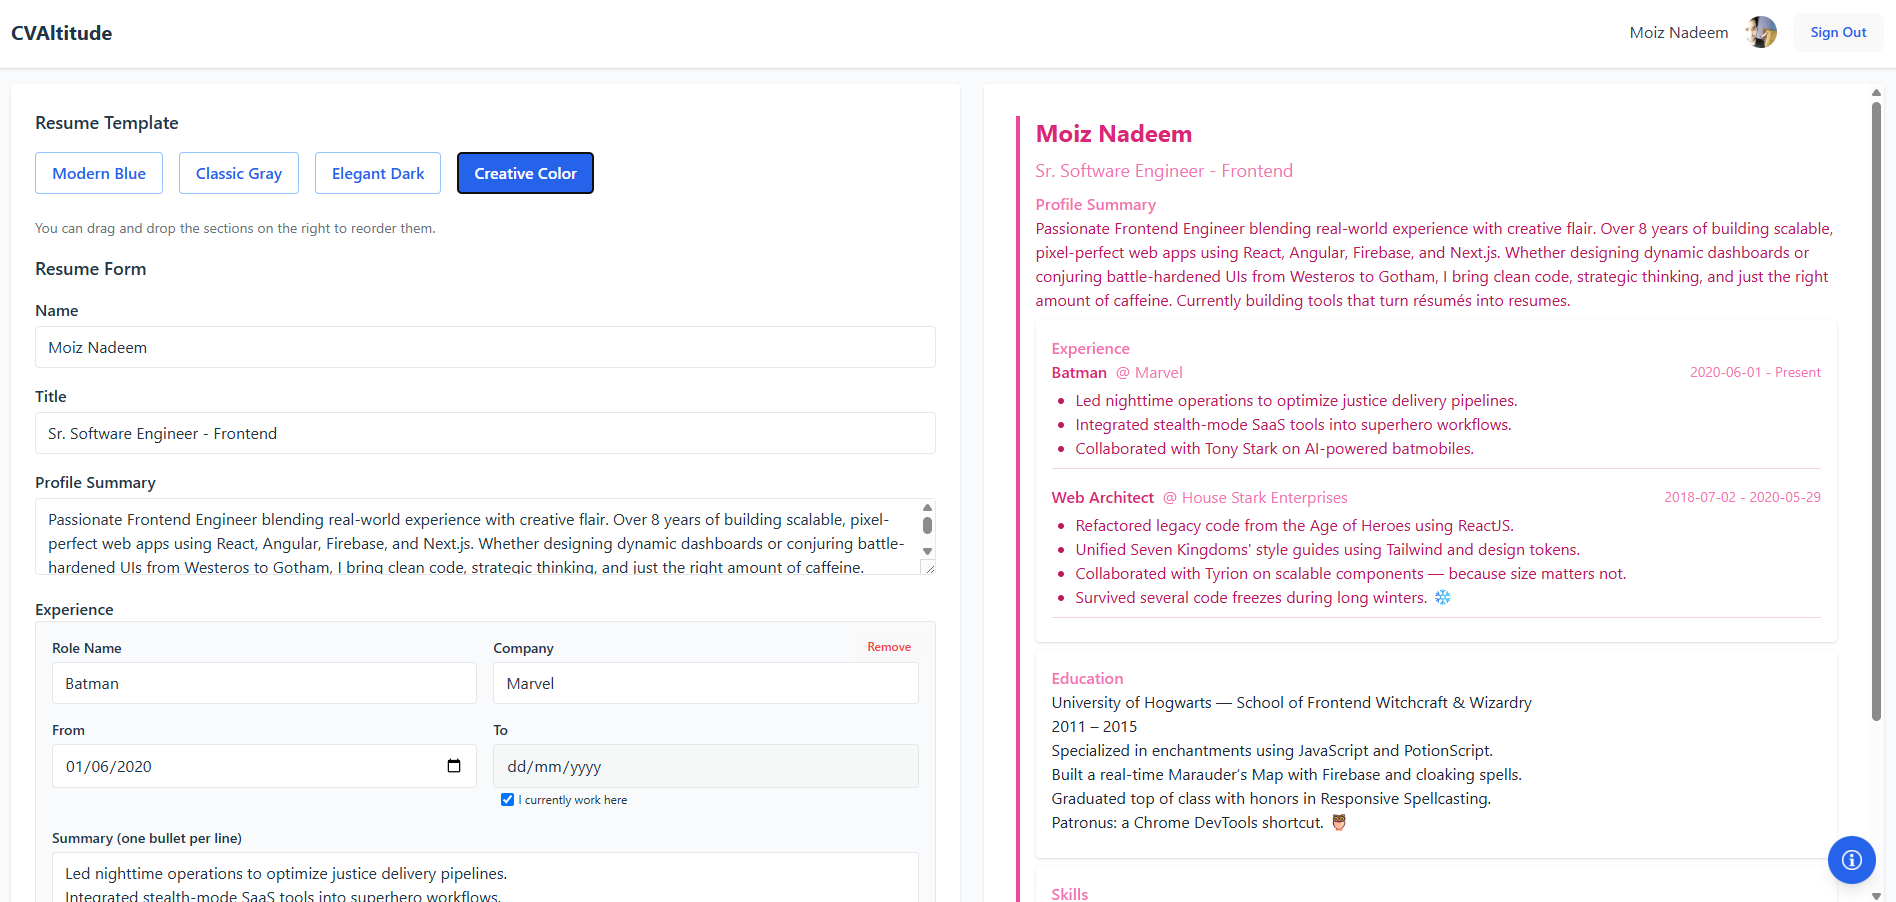 CVAltitude
Moiz Nadeem
Sign Out
Resume Template
Modern Blue
Classic Gray
Elegant Dark
Creative Color
You can drag and drop the sections on the right to reorder them.
Resume Form
Name
Moiz Nadeem
Title
Sr. Software Engineer - Frontend
Profile Summary
Passionate Frontend Engineer blending real-world experience with creative flair. Over 8 years of building scalable, pixel-
perfect web apps using React, Angular, Firebase, and Next.js. Whether designing dynamic dashboards or conjuring battle-
hardened UIs from Westeros to Gotham, I bring clean code, strategic thinking, and just the right amount of caffeine.
Experience
Role Name
Company
Remove
Batman
Marvel
From
To
01/06/2020
dd/mm/yyyy
I currently work here
Summary (one bullet per line)
Led nighttime operations to optimize justice delivery pipelines.
Integrated stealth-mode SaaS tools into superhero workflows.
Moiz Nadeem
Sr. Software Engineer - Frontend
Profile Summary
Passionate Frontend Engineer blending real-world experience with creative flair. Over 8 years of building scalable,
pixel-perfect web apps using React, Angular, Firebase, and Next.js. Whether designing dynamic dashboards or
conjuring battle-hardened UIs from Westeros to Gotham, I bring clean code, strategic thinking, and just the right
amount of caffeine. Currently building tools that turn résumés into resumes.
Experience
Batman @ Marvel 2020-06-01 - Present
• Led nighttime operations to optimize justice delivery pipelines.
• Integrated stealth-mode SaaS tools into superhero workflows.
• Collaborated with Tony Stark on AI-powered batmobiles.
Web Architect @ House Stark Enterprises 2018-07-02 - 2020-05-29
• Refactored legacy code from the Age of Heroes using ReactJS.
• Unified Seven Kingdoms' style guides using Tailwind and design tokens.
• Collaborated with Tyrion on scalable components — because size matters not.
• Survived several code freezes during long winters. ❄️
Education
University of Hogwarts — School of Frontend Witchcraft & Wizardry
2011 – 2015
Specialized in enchantments using JavaScript and PotionScript.
Built a real-time Marauder’s Map with Firebase and cloaking spells.
Graduated top of class with honors in Responsive Spellcasting.
Patronus: a Chrome DevTools shortcut. 🦉
Skills